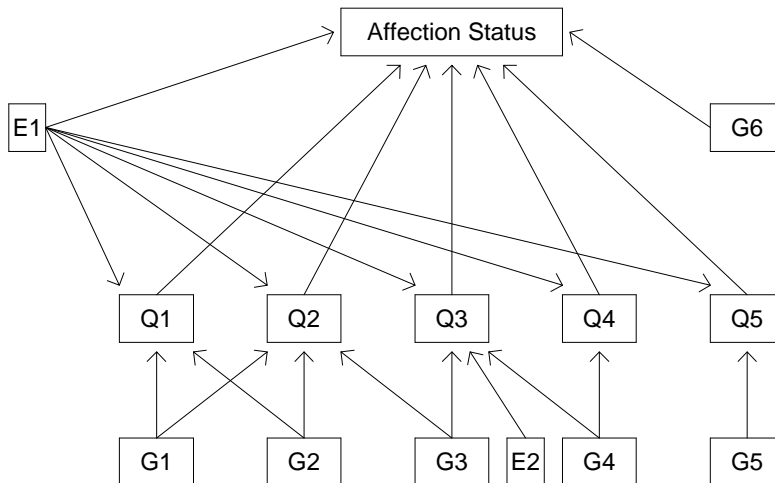 Affection Status
E1
G6
Q1 Q2 Q3 Q4 Q5
G1 G2 G3 E2 G4 G5